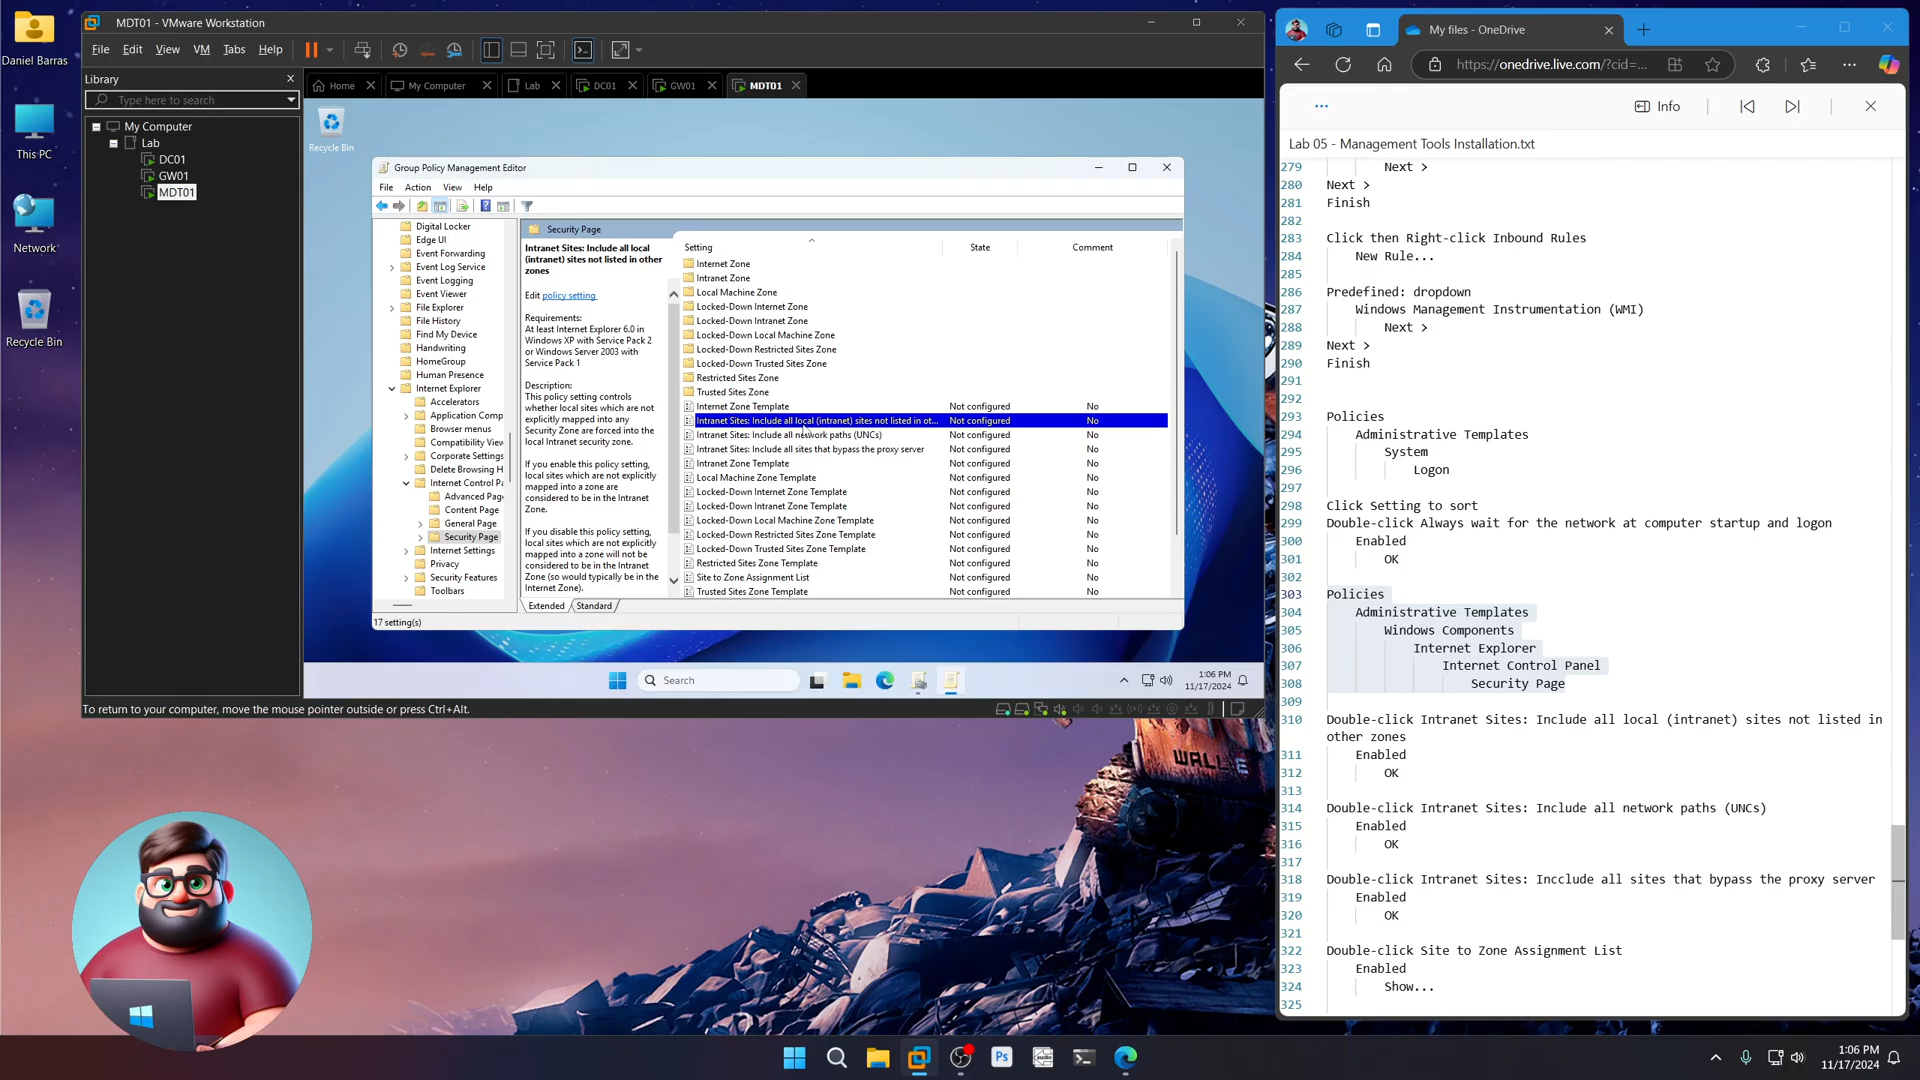 Daniel Barras
This PC
Network
Recycle Bin
MDT01 - VMware Workstation
File Edit View VM Tabs Help
Library
Type here to search
My Computer
Lab
DC01
GW01
MDT01
Home
My Computer
Lab
DC01
GW01
MDT01
Recycle Bin
Group Policy Management Editor
File Action View Help
Digital Locker
Edge UI
Event Forwarding
Event Log Service
Event Logging
Event Viewer
File Explorer
File History
Find My Device
Handwriting
HomeGroup
Human Presence
Internet Explorer
Accelerators
Application Comp
Browser menus
Compatibility View
Corporate Settings
Delete Browsing H
Internet Control Pa
Advanced Page
Content Page
General Page
Security Page
Internet Settings
Privacy
Security Features
Toolbars
Security Page
Intranet Sites: Include all local
(intranet) sites not listed in other
zones
Edit policy setting
Requirements:
At least Internet Explorer 6.0 in
Windows XP with Service Pack 2
or Windows Server 2003 with
Service Pack 1
Description:
This policy setting controls
whether local sites which are not
explicitly mapped into any
Security Zone are forced into the
local Intranet security zone.
If you enable this policy setting,
local sites which are not explicitly
mapped into a zone are
considered to be in the Intranet
Zone.
If you disable this policy setting,
local sites which are not explicitly
mapped into a zone will not be
considered to be in the Intranet
Zone (so would typically be in the
Internet Zone).
Setting State Comment
Internet Zone
Intranet Zone
Local Machine Zone
Locked-Down Internet Zone
Locked-Down Intranet Zone
Locked-Down Local Machine Zone
Locked-Down Restricted Sites Zone
Locked-Down Trusted Sites Zone
Restricted Sites Zone
Trusted Sites Zone
Internet Zone Template Not configured No
Intranet Sites: Include all local (intranet) sites not listed in ot... Not configured No
Intranet Sites: Include all network paths (UNCs) Not configured No
Intranet Sites: Include all sites that bypass the proxy server Not configured No
Intranet Zone Template Not configured No
Local Machine Zone Template Not configured No
Locked-Down Internet Zone Template Not configured No
Locked-Down Intranet Zone Template Not configured No
Locked-Down Local Machine Zone Template Not configured No
Locked-Down Restricted Sites Zone Template Not configured No
Locked-Down Trusted Sites Zone Template Not configured No
Restricted Sites Zone Template Not configured No
Site to Zone Assignment List Not configured No
Trusted Sites Zone Template Not configured No
Extended Standard
17 setting(s)
Search
1:06 PM
11/17/2024
To return to your computer, move the mouse pointer outside or press Ctrl+Alt.
My files - OneDrive
https://onedrive.live.com/?cid=...
Info
Lab 05 - Management Tools Installation.txt
279 Next >
280 Next >
281 Finish
282
283 Click then Right-click Inbound Rules
284 New Rule...
285
286 Predefined: dropdown
287 Windows Management Instrumentation (WMI)
288 Next >
289 Next >
290 Finish
291
292
293 Policies
294 Administrative Templates
295 System
296 Logon
297
298 Click Setting to sort
299 Double-click Always wait for the network at computer startup and logon
300 Enabled
301 OK
302
303 Policies
304 Administrative Templates
305 Windows Components
306 Internet Explorer
307 Internet Control Panel
308 Security Page
309
310 Double-click Intranet Sites: Include all local (intranet) sites not listed in
other zones
311 Enabled
312 OK
313
314 Double-click Intranet Sites: Include all network paths (UNCs)
315 Enabled
316 OK
317
318 Double-click Intranet Sites: Incclude all sites that bypass the proxy server
319 Enabled
320 OK
321
322 Double-click Site to Zone Assignment List
323 Enabled
324 Show...
325
WALL
Ps
1:06 PM
11/17/2024